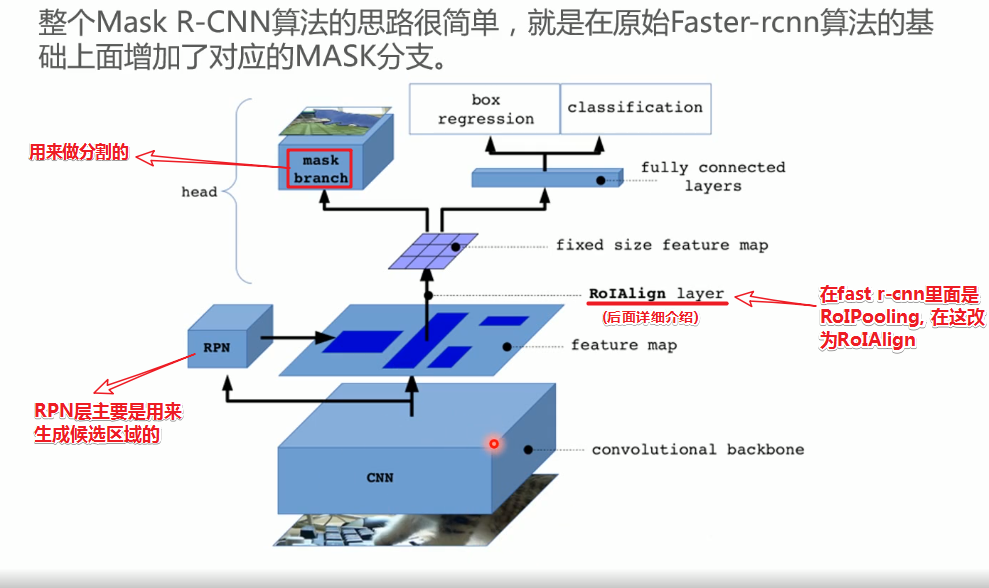 整个Mask R-CNN算法的思路很简单，就是在原始Faster-rcnn算法的基
础上面增加了对应的MASK分支。
box
regression
classification
用来做分割的
mask
branch
head
fully connected
layers
fixed size feature map
RoIAlign layer
(后面详细介绍)
在fast r-cnn里面是
RoIPooling, 在这改
为RoIAlign
RPN
feature map
RPN层主要是用来
生成候选区域的
CNN
convolutional backbone